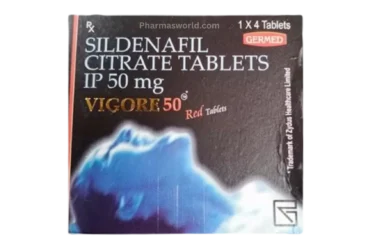 Pharmasworld.com
Rx
1 X 4 Tablets
SILDENAFIL
CITRATE TABLETS
IP 50 mg
GERMED
VIGORE 50
Red Tablets
*Trademark of Zydus Healthcare Limited